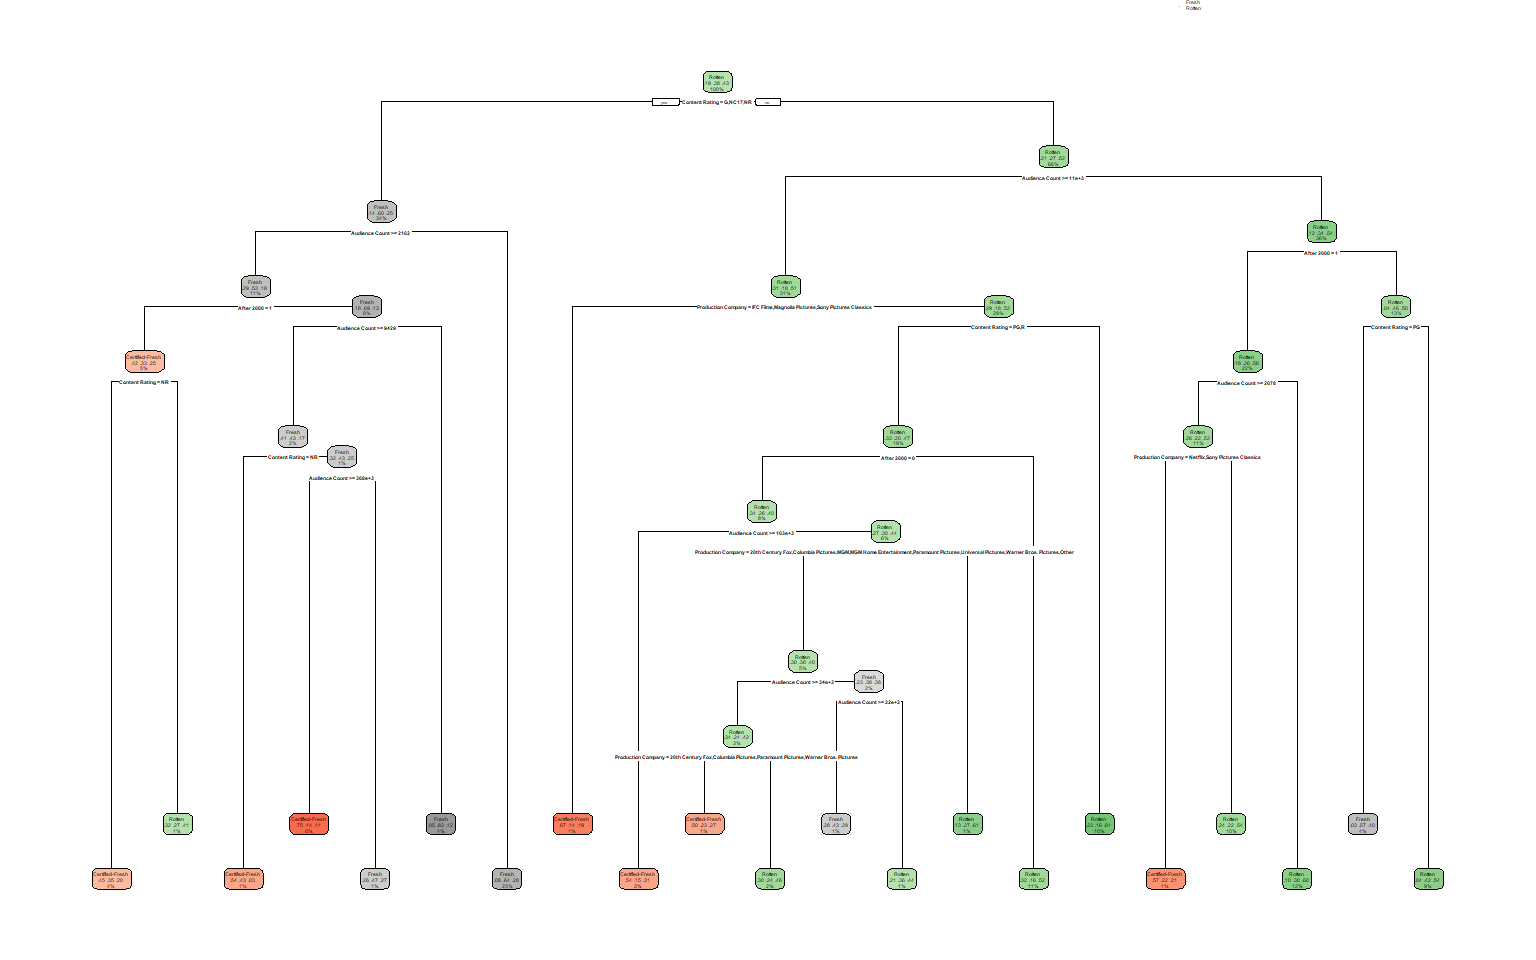 Fresh
Rotten
Rotten
.19 .38 .43
100%
yes
Content Rating = G,NC17,NR
no
Rotten
.21 .27 .52
66%
Audience Count >= 11e+3
Fresh
.14 .60 .25
34%
Audience Count >= 2162
Rotten
.12 .34 .54
36%
After 2000 = 1
Fresh
.29 .53 .18
11%
After 2000 = 1
Fresh
.18 .69 .13
6%
Audience Count >= 9429
Rotten
.31 .18 .51
31%
Production Company = IFC Films,Magnolia Pictures,Sony Pictures Classics
Rotten
.29 .18 .53
29%
Content Rating = PG,R
Rotten
.04 .46 .50
13%
Content Rating = PG
Certified-Fresh
.42 .33 .25
5%
Content Rating = NR
Rotten
.18 .26 .56
22%
Audience Count >= 2878
Fresh
.41 .43 .17
2%
Content Rating = NR
Fresh
.32 .43 .25
1%
Audience Count >= 368e+3
Rotten
.33 .20 .47
19%
After 2000 = 0
Rotten
.26 .22 .52
11%
Production Company = Netflix,Sony Pictures Classics
Rotten
.34 .26 .40
8%
Audience Count >= 103e+3
Rotten
.27 .30 .44
6%
Production Company = 20th Century Fox,Columbia Pictures,MGM,MGM Home Entertainment,Paramount Pictures,Universal Pictures,Warner Bros. Pictures,Other
Rotten
.30 .30 .40
5%
Audience Count >= 34e+3
Fresh
.23 .38 .38
2%
Audience Count >= 23e+3
Rotten
.34 .24 .42
3%
Production Company = 20th Century Fox,Columbia Pictures,Paramount Pictures,Warner Bros. Pictures
Rotten
.32 .27 .41
1%
Certified-Fresh
.75 .14 .11
0%
Fresh
.05 .83 .12
4%
Certified-Fresh
.67 .14 .19
1%
Certified-Fresh
.50 .23 .27
1%
Fresh
.28 .43 .29
1%
Rotten
.13 .27 .61
1%
Rotten
.23 .16 .61
10%
Rotten
.24 .22 .54
10%
Fresh
.03 .57 .40
4%
Certified-Fresh
.45 .35 .20
4%
Certified-Fresh
.54 .43 .03
1%
Fresh
.26 .47 .27
1%
Fresh
.08 .64 .28
23%
Certified-Fresh
.54 .15 .31
2%
Rotten
.30 .24 .46
2%
Rotten
.21 .36 .44
1%
Rotten
.32 .16 .52
11%
Certified-Fresh
.57 .22 .21
1%
Rotten
.10 .30 .60
12%
Rotten
.04 .42 .54
9%